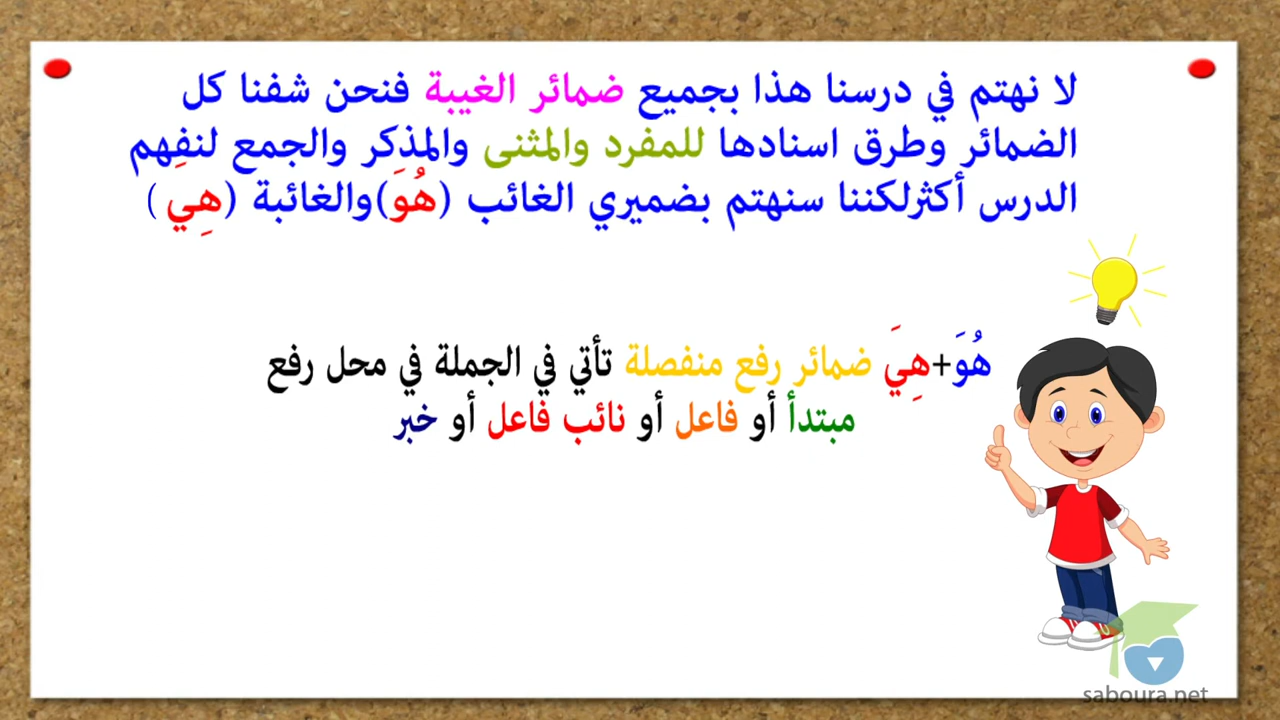 لا نهتم في درسنا هذا بجميع ضمائر الغيبة فنحن شفنا كل
الضمائر وطرق اسنادها للمفرد والمثنى والمذكر والجمع لنفِهم
الدرس أكثرلكننا سنهتم بضميري الغائب (هُوَ)والغائبة (هِي )
هُوَ+هِيَ ضمائر رفع منفصلة تأتي في الجملة في محل رفع
مبتدأ أو فاعل أو نائب فاعل أو خبر
saboura.net